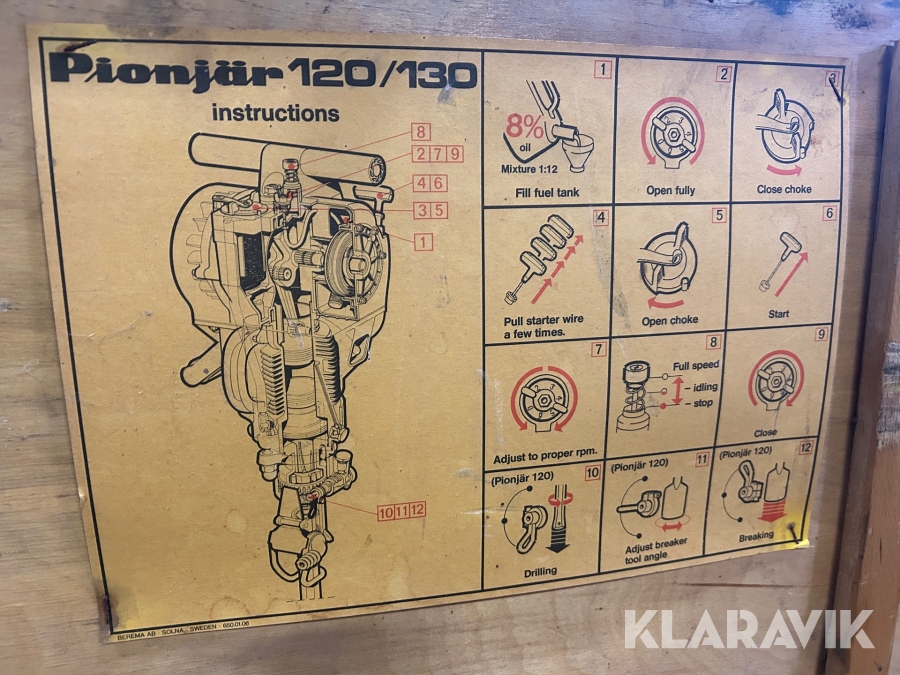 Pionjär 120/130
instructions
8
2 7 9
4 6
3 5
1
10 11 12
1
8%
oil
Mixture 1:12
Fill fuel tank
2
Open fully
3
Close choke
4
Pull starter wire
a few times.
5
Open choke
6
Start
7
Adjust to proper rpm.
8
Full speed
– idling
– stop
9
Close
(Pionjär 120)
10
Drilling
(Pionjär 120)
11
Adjust breaker
tool angle
(Pionjär 120)
12
Breaking
BEREMA AB · SOLNA, SWEDEN · 650.01.06
KLARAVIK